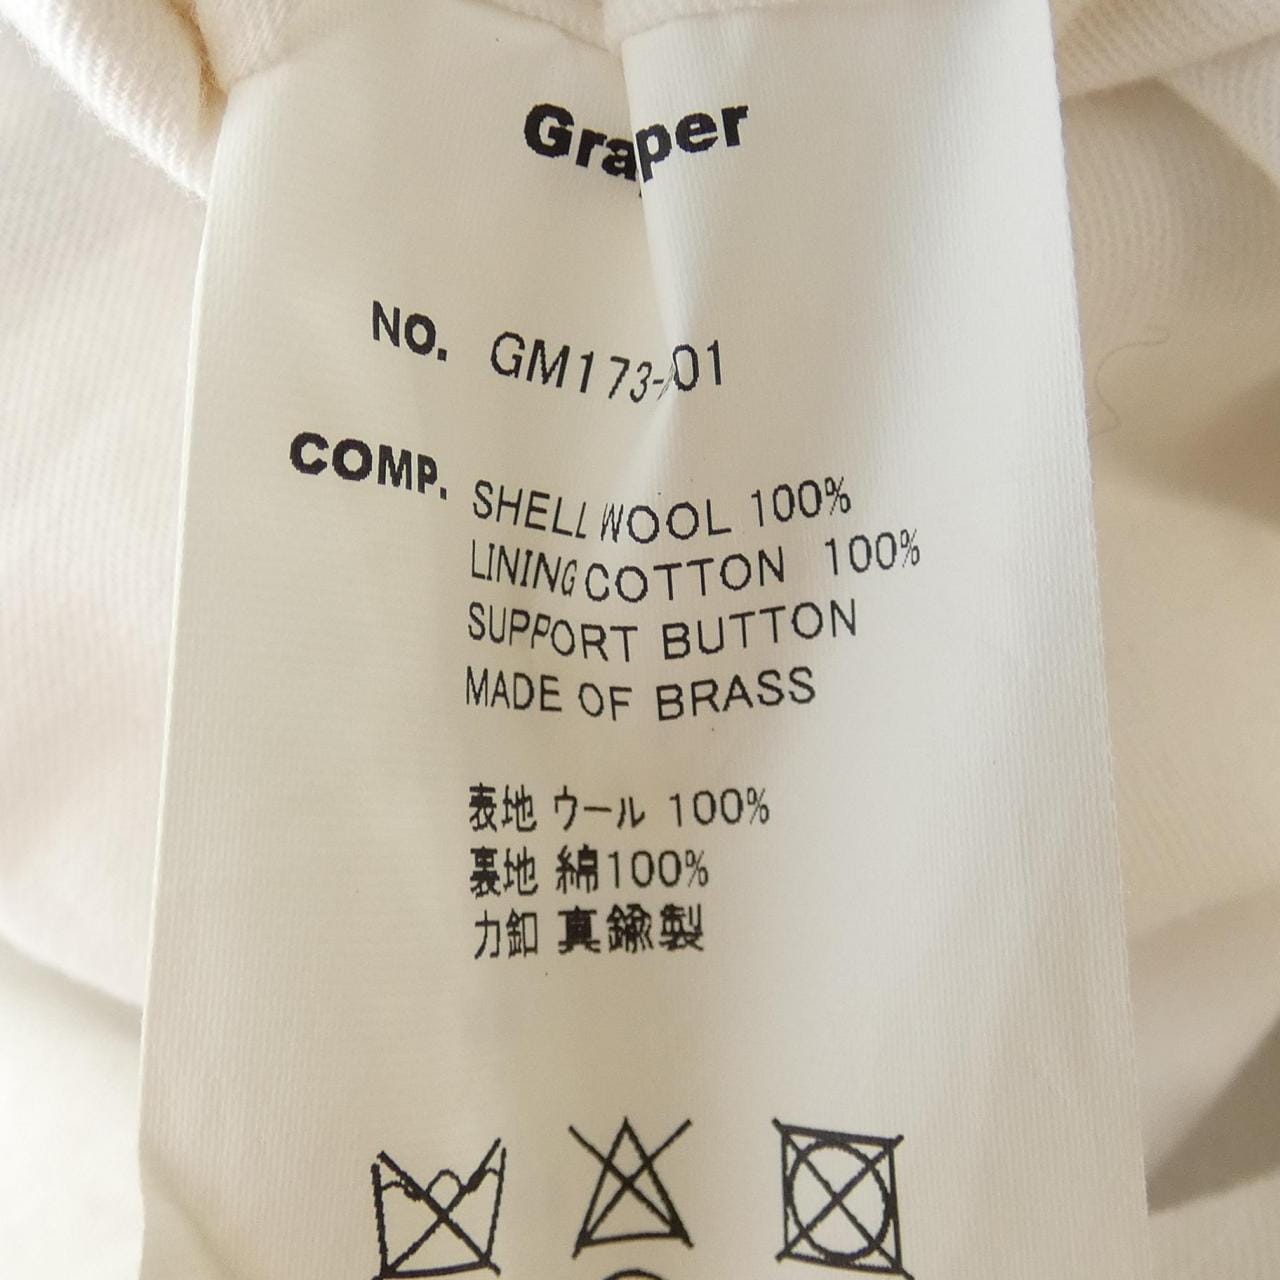 Graper
NO. GM173-01
COMP. SHELL WOOL 100%
LINING COTTON 100%
SUPPORT BUTTON
MADE OF BRASS
表地 ウール 100%
裏地 綿100%
力釦 真鍮製